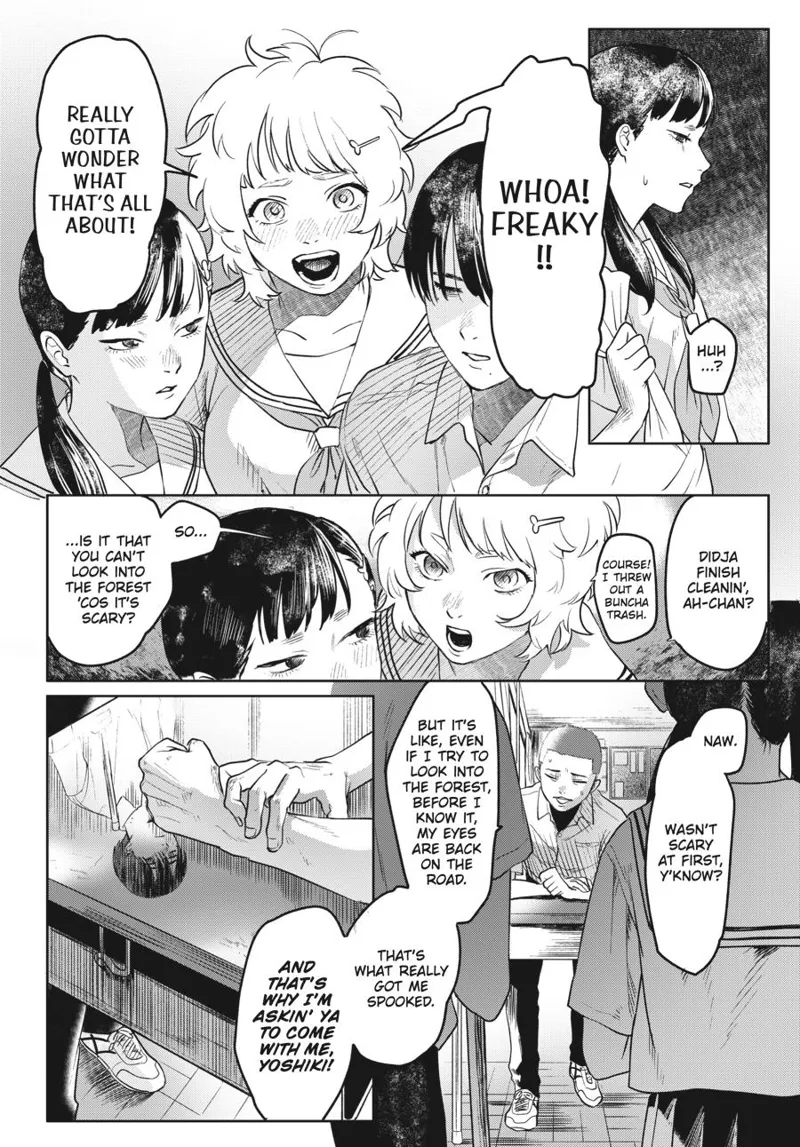 HUH
...?
WHOA!
FREAKY
!!
REALLY
GOTTA
WONDER
WHAT
THAT'S ALL
ABOUT!
DIDJA
FINISH
CLEANIN',
AH-CHAN?
COURSE!
I THREW
OUT A
BUNCHA
TRASH.
SO...
...IS IT THAT
YOU CAN'T
LOOK INTO
THE FOREST
'COS IT'S
SCARY?
NAW.
WASN'T
SCARY
AT FIRST,
Y'KNOW?
BUT IT'S
LIKE, EVEN
IF I TRY TO
LOOK INTO
THE FOREST,
BEFORE I
KNOW IT,
MY EYES
ARE BACK
ON THE
ROAD.
THAT'S
WHAT REALLY
GOT ME
SPOOKED.
AND
THAT'S
WHY I'M
ASKIN' YA
TO COME
WITH ME,
YOSHIKI!